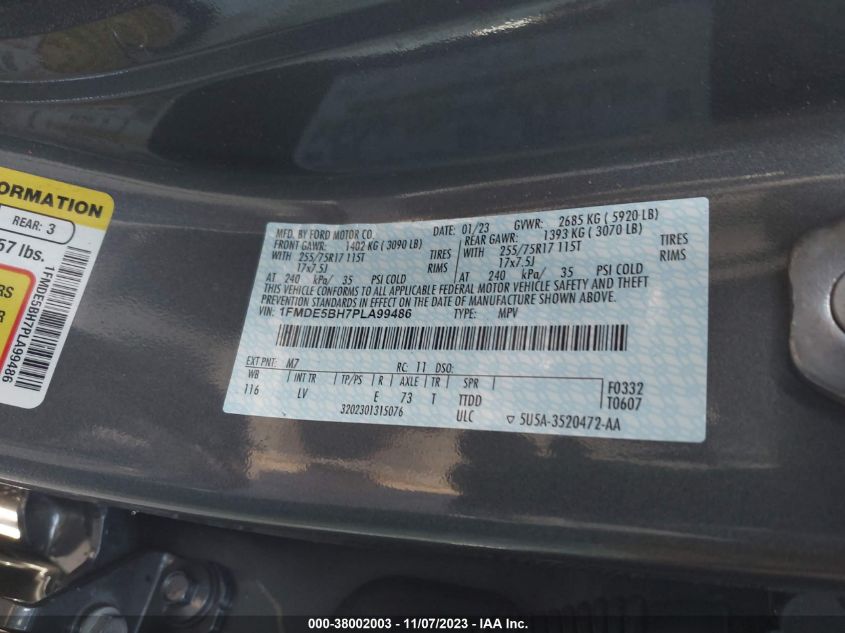 ORMATION
REAR: 3
57 lbs.
RS
R
1FMDE5BH7PLA99486
MFD. BY FORD MOTOR CO. DATE: 01/23 GVWR: 2685 KG ( 5920 LB)
FRONT GAWR: 1402 KG ( 3090 LB) REAR GAWR: 1393 KG ( 3070 LB)
WITH 255/75R17 115T TIRES WITH 255/75R17 115T TIRES
17x7.5J RIMS 17x7.5J RIMS
AT 240 kPa/ 35 PSI COLD AT 240 kPa/ 35 PSI COLD
THIS VEHICLE CONFORMS TO ALL APPLICABLE FEDERAL MOTOR VEHICLE SAFETY AND THEFT
PREVENTION STANDARDS IN EFFECT ON THE DATE OF MANUFACTURE SHOWN ABOVE.
VIN: 1FMDE5BH7PLA99486 TYPE: MPV
EXT PNT: M7 RC: 11 DSO:
WB INT TR TP/PS R AXLE TR SPR
116 LV E 73 T TTDD F0332
3202301315076 ULC T0607
▽ 5U5A-3520472-AA
000-38002003 - 11/07/2023 - IAA Inc.